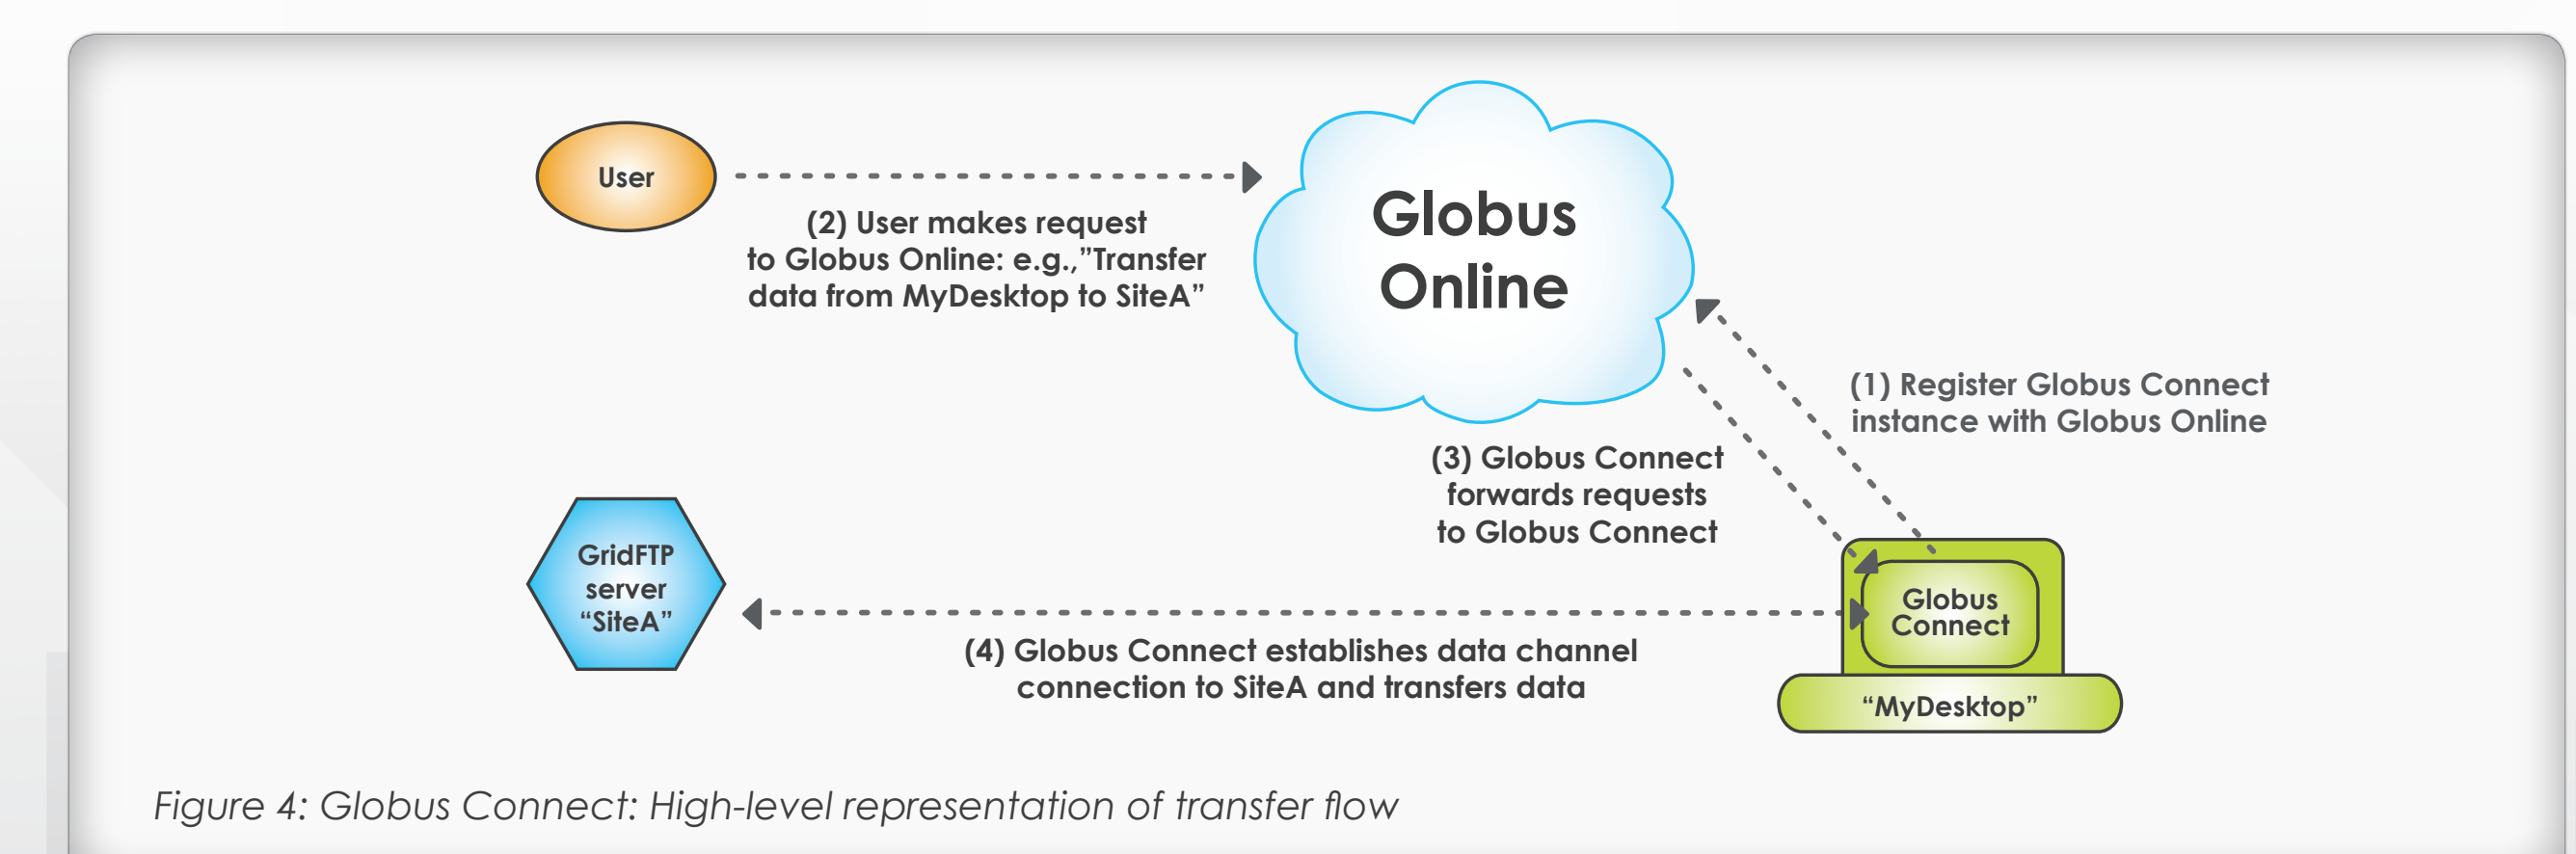 User
(2) User makes request
to Globus Online: e.g.,”Transfer
data from MyDesktop to SiteA”
Globus
Online
(1) Register Globus Connect
instance with Globus Online
(3) Globus Connect
forwards requests
to Globus Connect
GridFTP
server
“SiteA”
(4) Globus Connect establishes data channel
connection to SiteA and transfers data
Globus
Connect
“MyDesktop”
Figure 4: Globus Connect: High-level representation of transfer flow